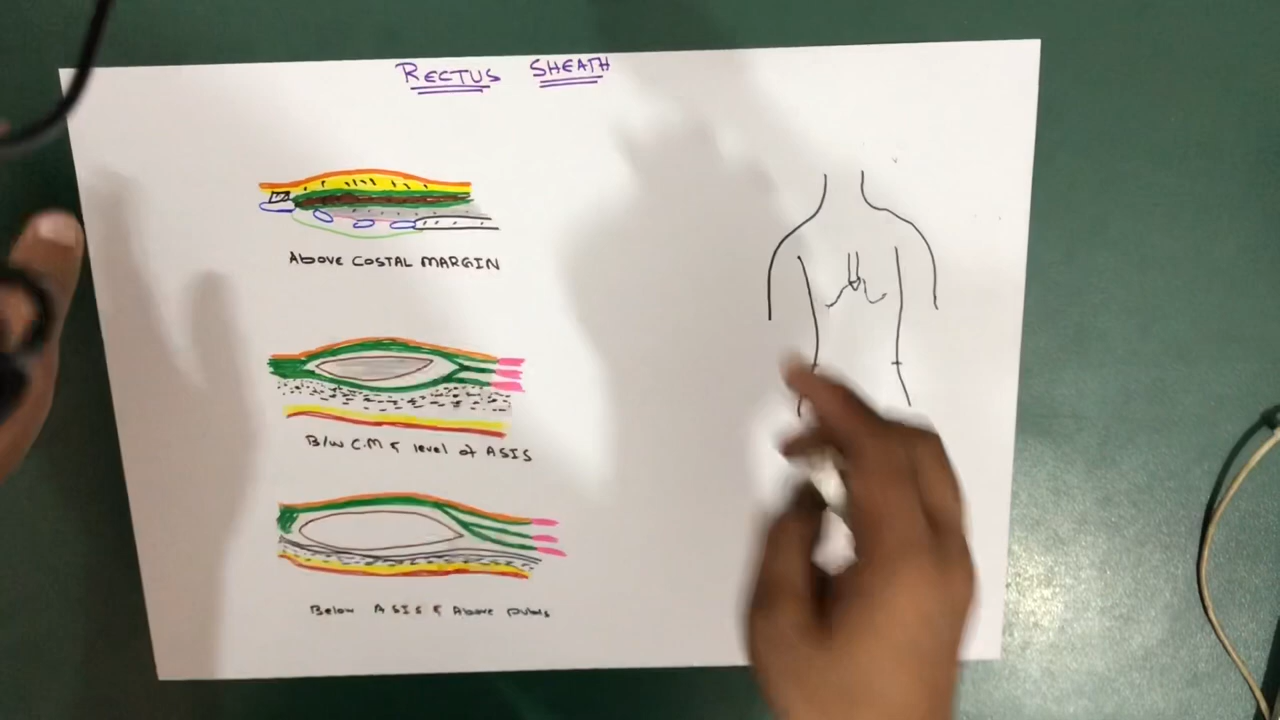 RECTUS SHEATH
Above COSTAL MARGIN
B/w C.M & level of ASIS
Below ASIS & Above pubis